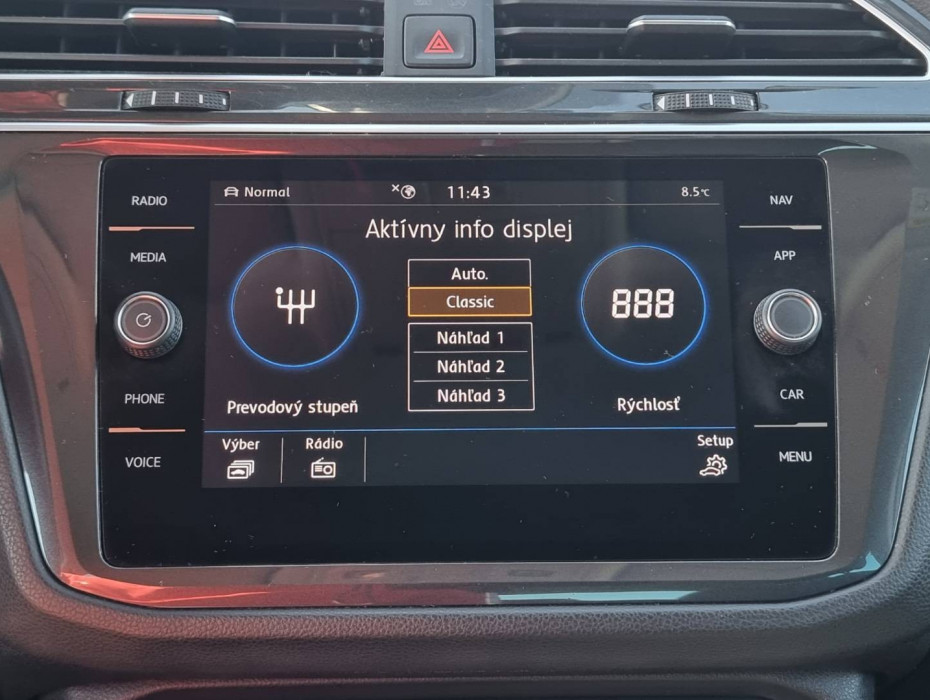 RADIO
MEDIA
PHONE
VOICE
Normal
11:43
8.5°C
Aktívny info displej
Auto.
Classic
Náhľad 1
Náhľad 2
Náhľad 3
888
Prevodový stupeň
Rýchlosť
Výber
Rádio
Setup
NAV
APP
CAR
MENU